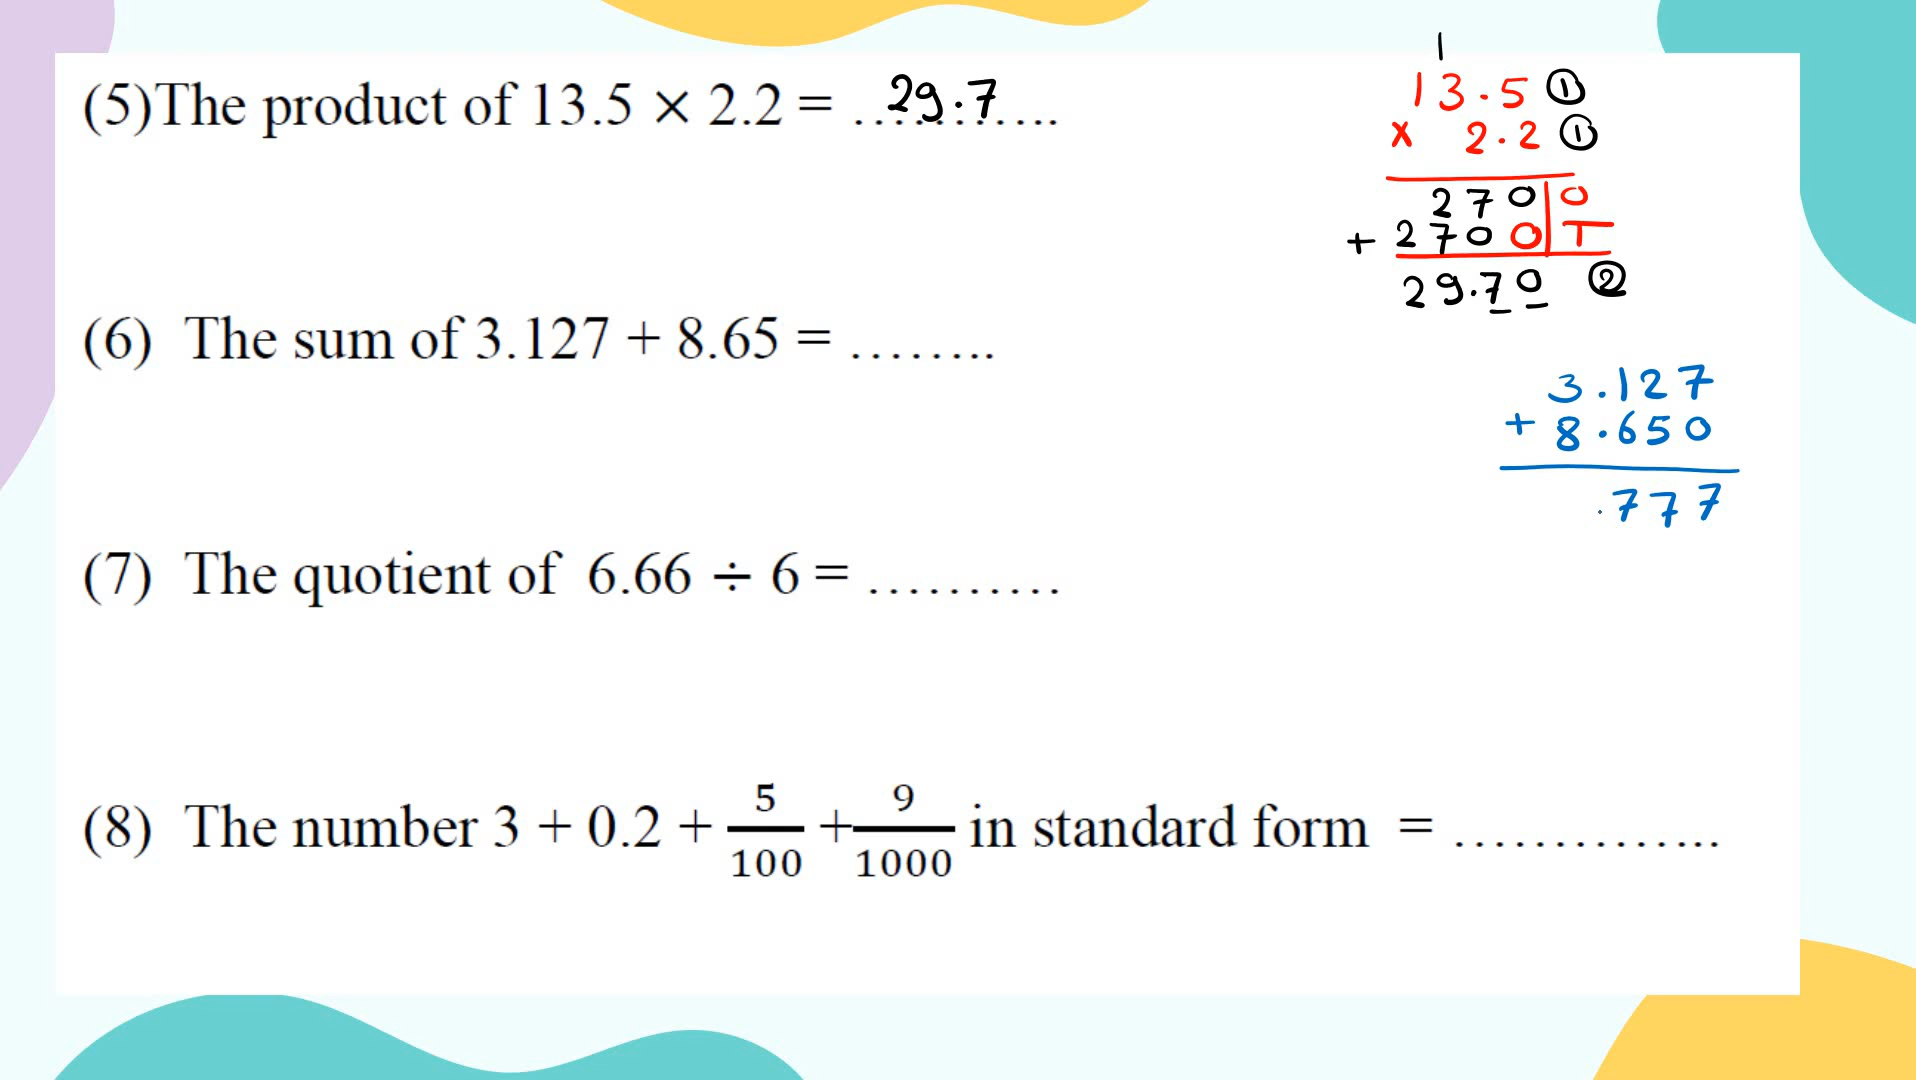 (5)The product of 13.5 × 2.2 = 29.7 ………….
1
13.5 ①
× 2.2 ①
270 | 0
+ 2700 | T
29.70 ②
(6) The sum of 3.127 + 8.65 = ……..
3.127
+ 8.650
.777
(7) The quotient of 6.66 ÷ 6 = ……….
(8) The number 3 + 0.2 + 5/100 + 9/1000 in standard form = …………..